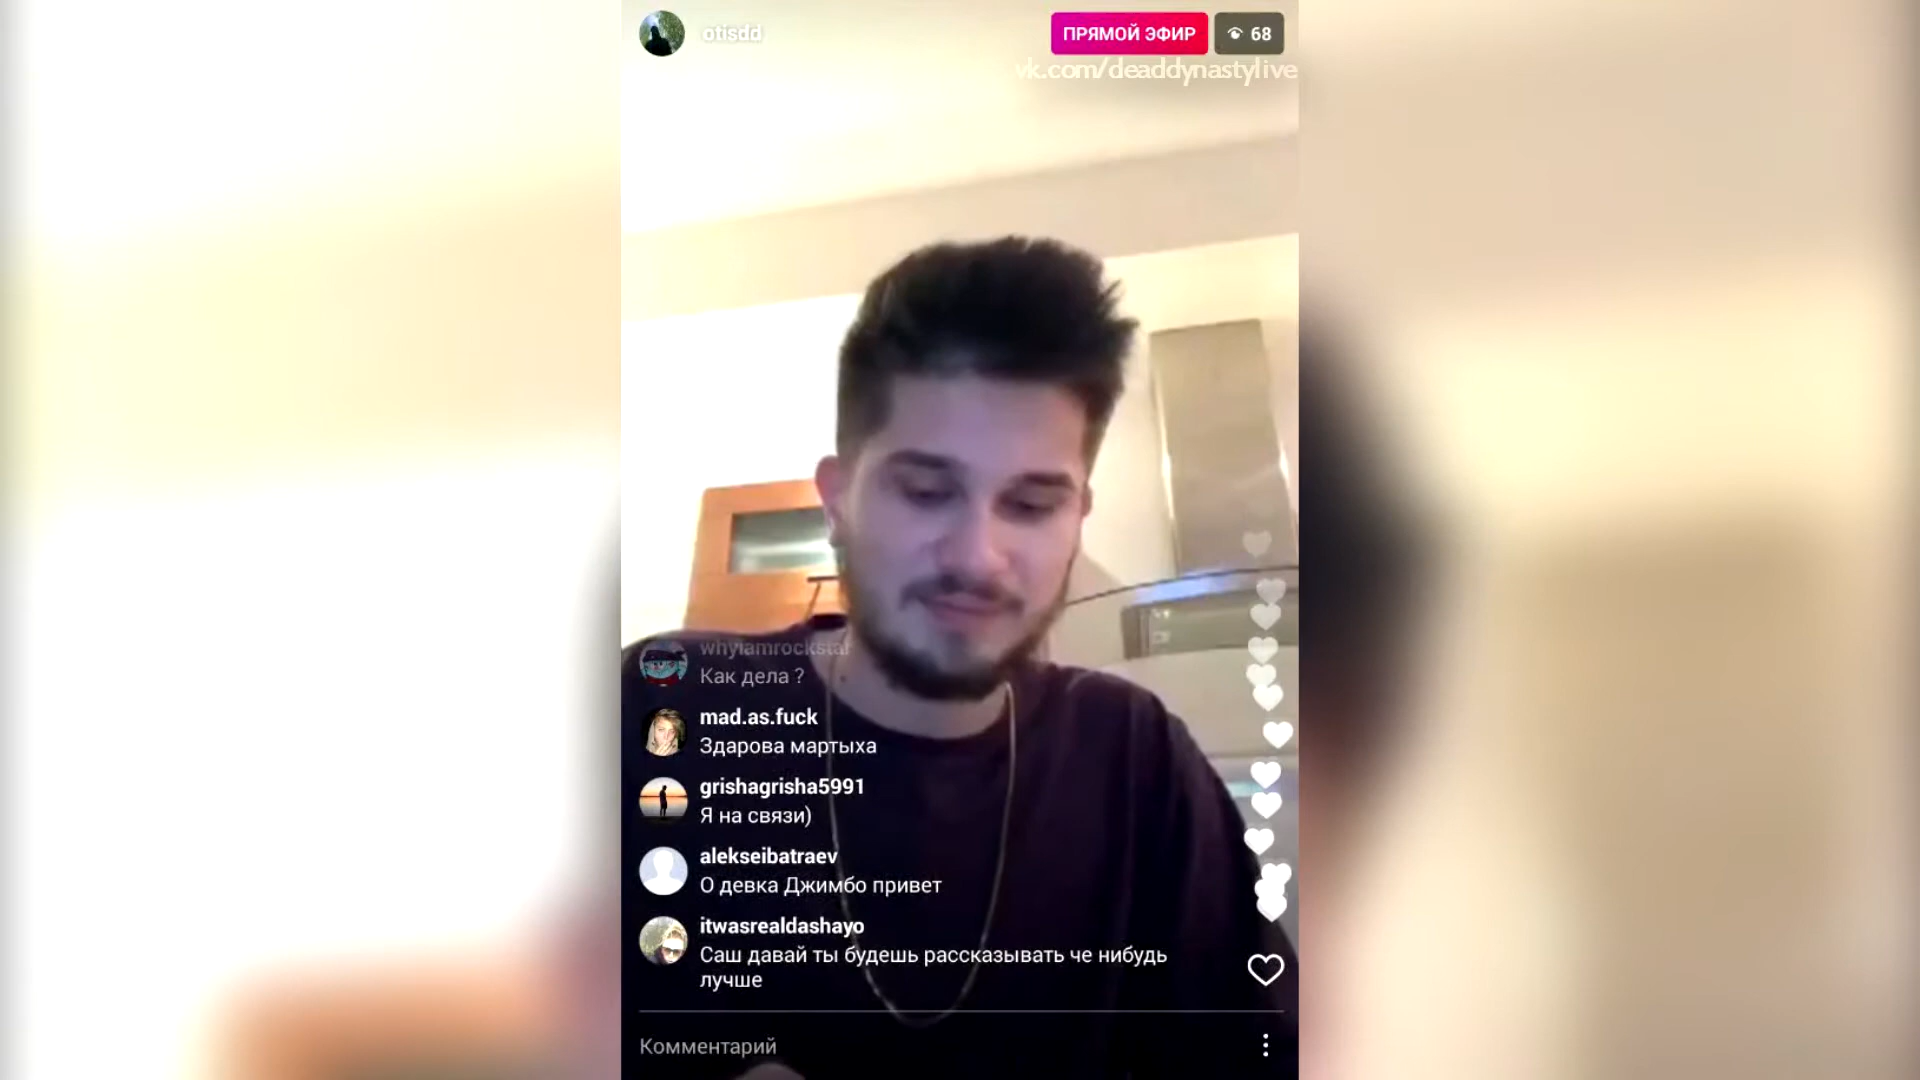 otisdd
ПРЯМОЙ ЭФИР
68
vk.com/deaddynastylive
whyiamrockstar
Как дела ?
mad.as.fuck
Здарова мартыха
grishagrisha5991
Я на связи)
alekseibatraev
О девка Джимбо привет
itwasrealdashayo
Саш давай ты будешь рассказывать че нибудь
лучше
Комментарий